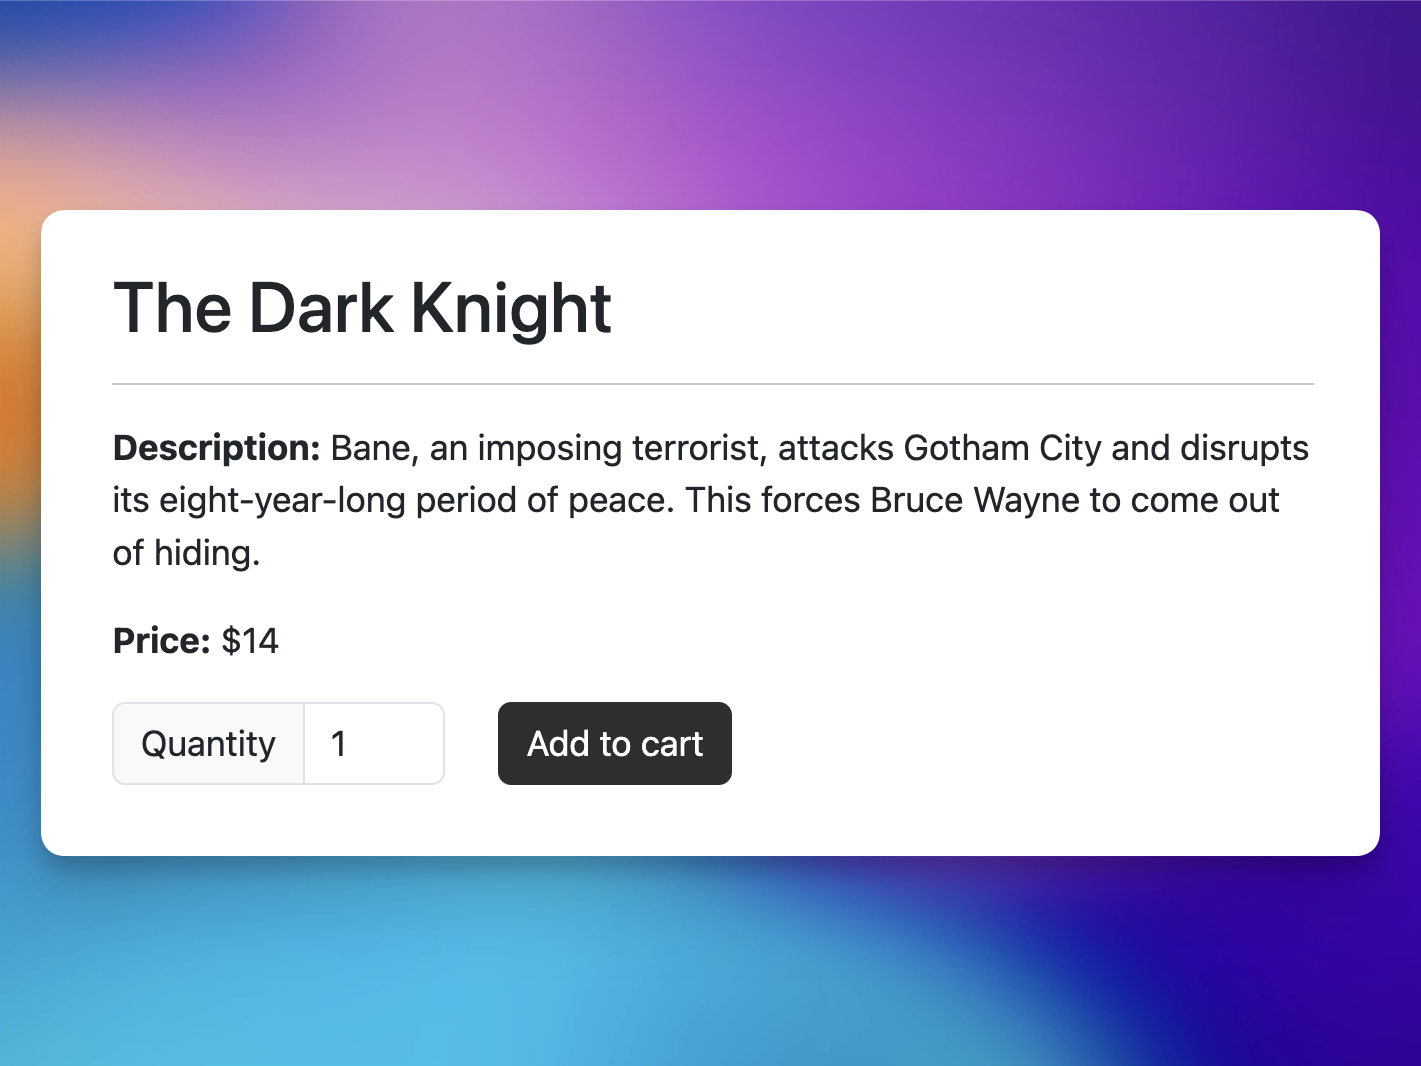 The Dark Knight
Description: Bane, an imposing terrorist, attacks Gotham City and disrupts
its eight-year-long period of peace. This forces Bruce Wayne to come out
of hiding.
Price: $14
Quantity 1 Add to cart